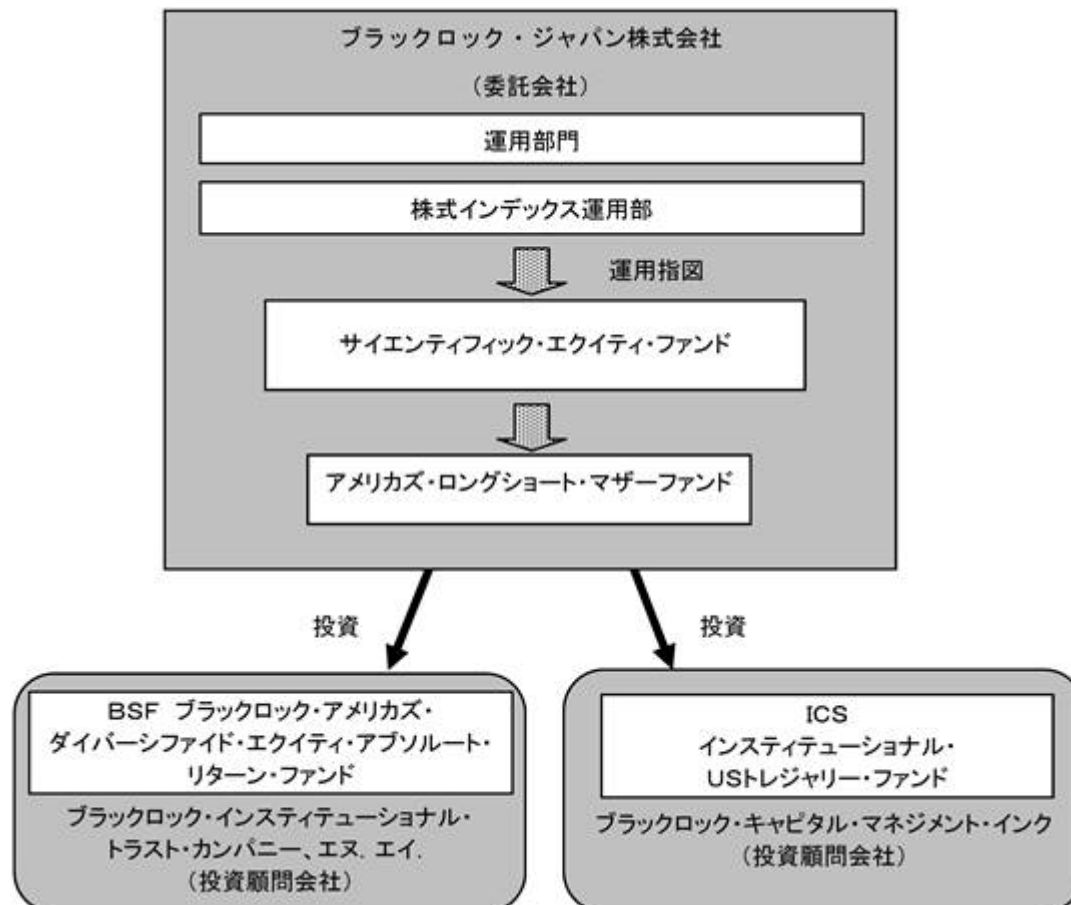 ブラックロック・ジャパン株式会社
（委託会社）
運用部門
株式インデックス運用部
運用指図
サイエンティフィック・エクイティ・ファンド
アメリカズ・ロングショート・マザーファンド
投資
投資
BSF ブラックロック・アメリカズ・
ダイバーシファイド・エクイティ・アブソルート・
リターン・ファンド
ブラックロック・インスティテューショナル・
トラスト・カンパニー、エヌ．エイ．
（投資顧問会社）
ICS
インスティテューショナル・
USトレジャリー・ファンド
ブラックロック・キャピタル・マネジメント・インク
（投資顧問会社）